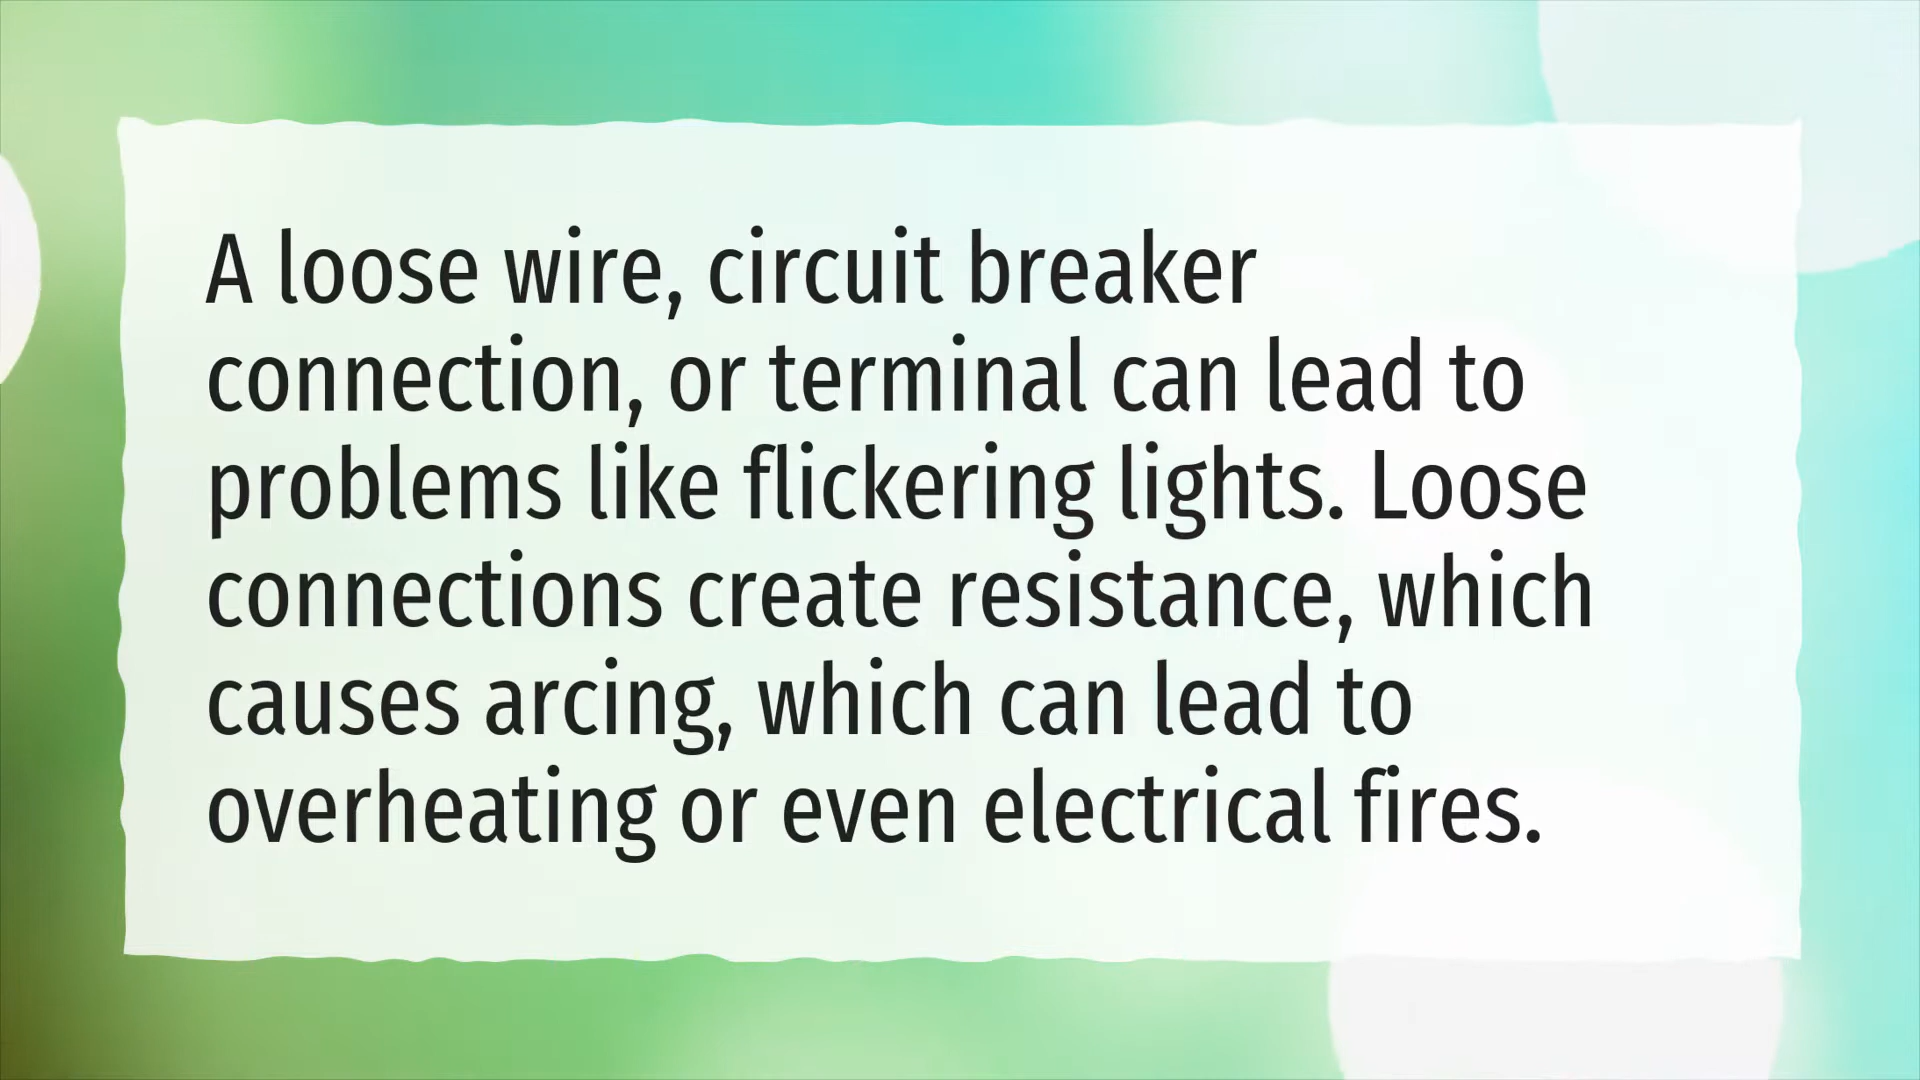 A loose wire, circuit breaker
connection, or terminal can lead to
problems like flickering lights. Loose
connections create resistance, which
causes arcing, which can lead to
overheating or even electrical fires.